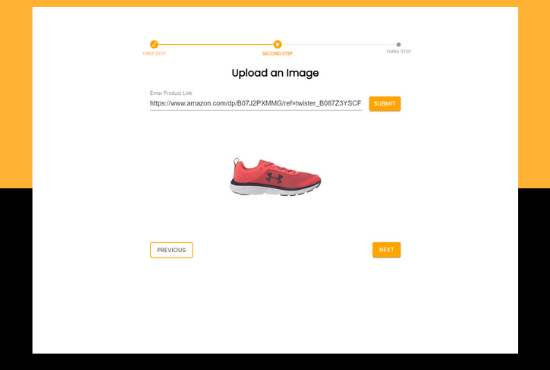 FIRST STEP
SECOND STEP
THIRD STEP
Upload an Image
Enter Product Link
https://www.amazon.com/dp/B07J2PXMMG/ref=twister_B087Z3YSCF
SUBMIT
PREVIOUS
NEXT